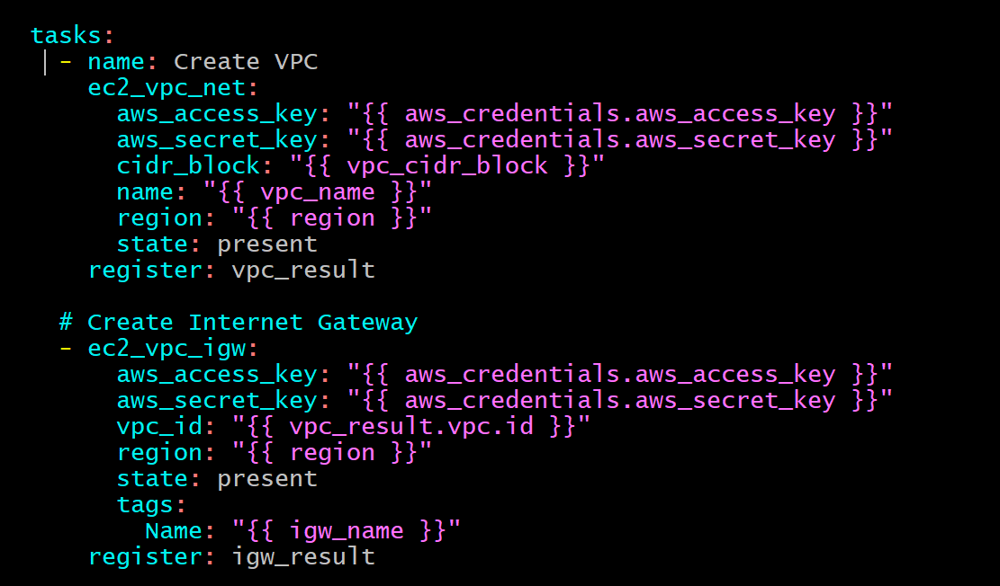 tasks:
  - name: Create VPC
    ec2_vpc_net:
      aws_access_key: "{{ aws_credentials.aws_access_key }}"
      aws_secret_key: "{{ aws_credentials.aws_secret_key }}"
      cidr_block: "{{ vpc_cidr_block }}"
      name: "{{ vpc_name }}"
      region: "{{ region }}"
      state: present
    register: vpc_result

  # Create Internet Gateway
  - ec2_vpc_igw:
      aws_access_key: "{{ aws_credentials.aws_access_key }}"
      aws_secret_key: "{{ aws_credentials.aws_secret_key }}"
      vpc_id: "{{ vpc_result.vpc.id }}"
      region: "{{ region }}"
      state: present
      tags:
        Name: "{{ igw_name }}"
    register: igw_result